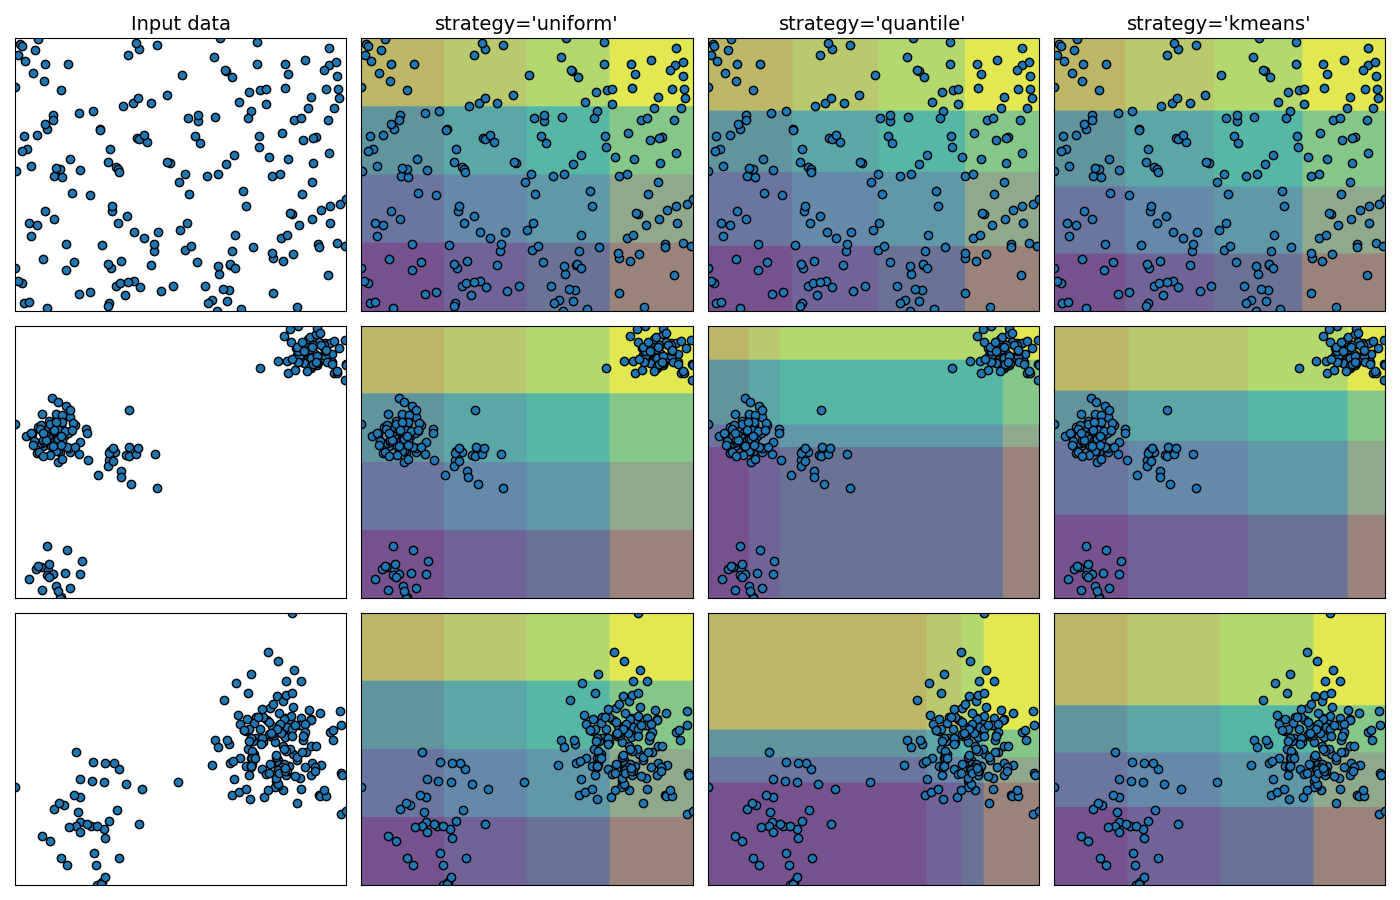 Input data
strategy='uniform'
strategy='quantile'
strategy='kmeans'